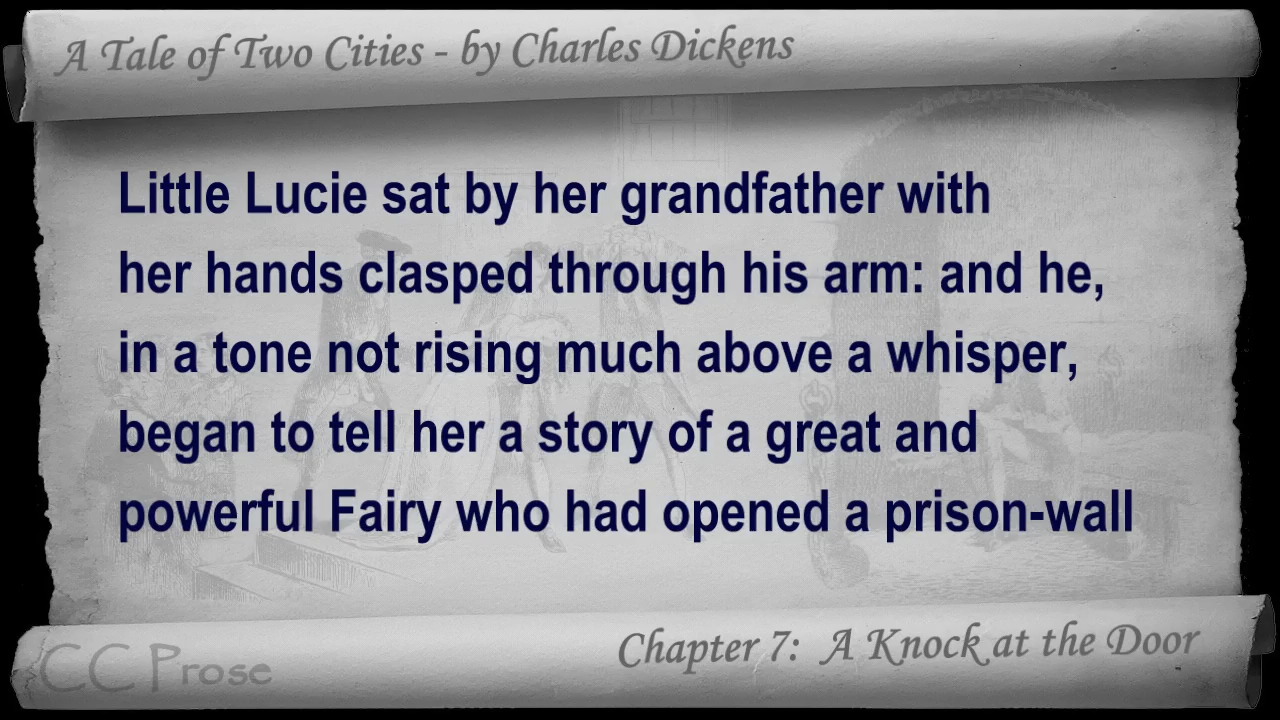 A Tale of Two Cities - by Charles Dickens
Little Lucie sat by her grandfather with
her hands clasped through his arm: and he,
in a tone not rising much above a whisper,
began to tell her a story of a great and
powerful Fairy who had opened a prison-wall
Chapter 7: A Knock at the Door
CC Prose